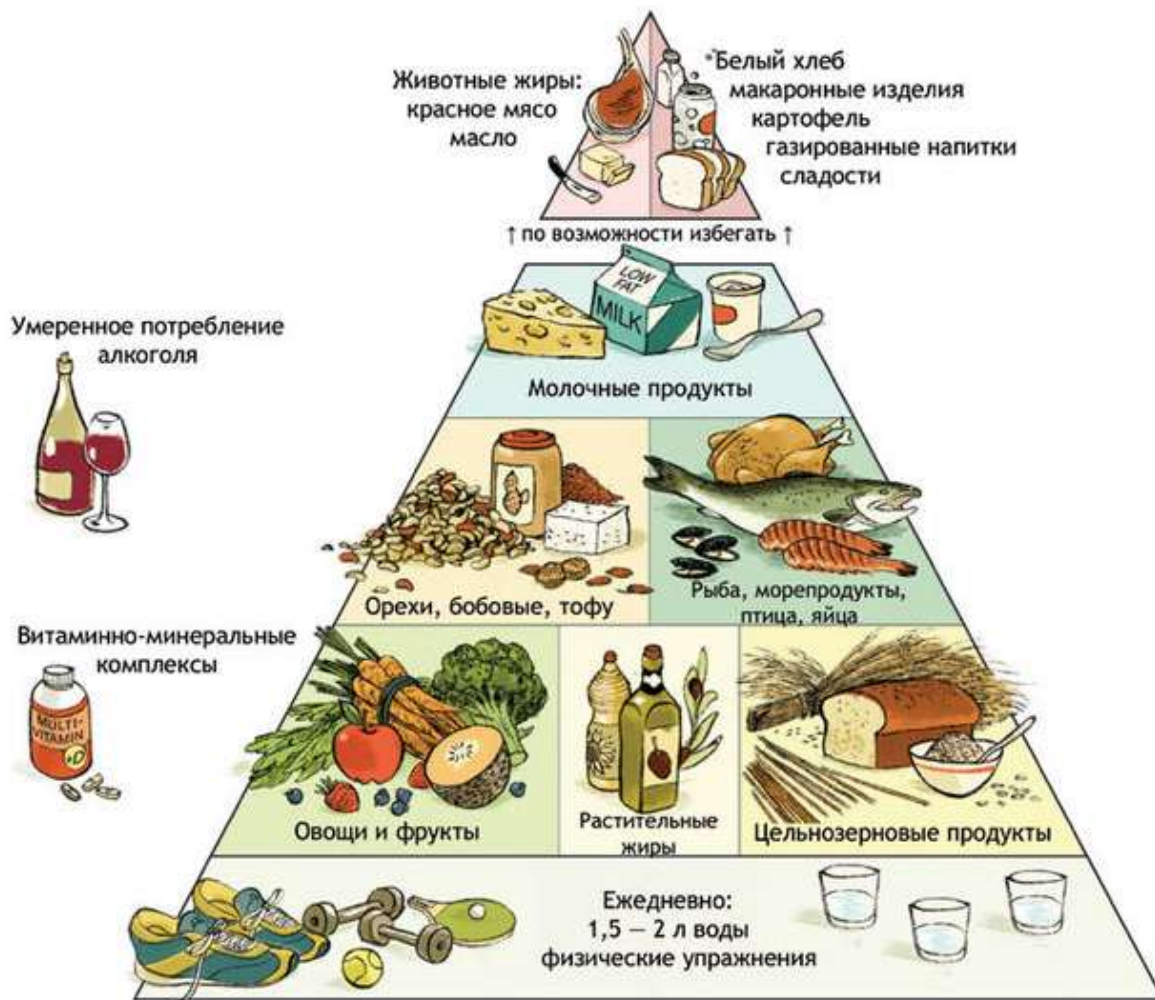 Животные жиры:
красное мясо
масло
*Белый хлеб
макаронные изделия
картофель
газированные напитки
сладости
↑ по возможности избегать ↑
LOW
FAT
MILK
Молочные продукты
Умеренное потребление
алкоголя
Орехи, бобовые, тофу
Рыба, морепродукты,
птица, яйца
Витаминно-минеральные
комплексы
MULTI-
VITAMIN
+D
Овощи и фрукты
Растительные
жиры
Цельнозерновые продукты
Ежедневно:
1,5 — 2 л воды
физические упражнения